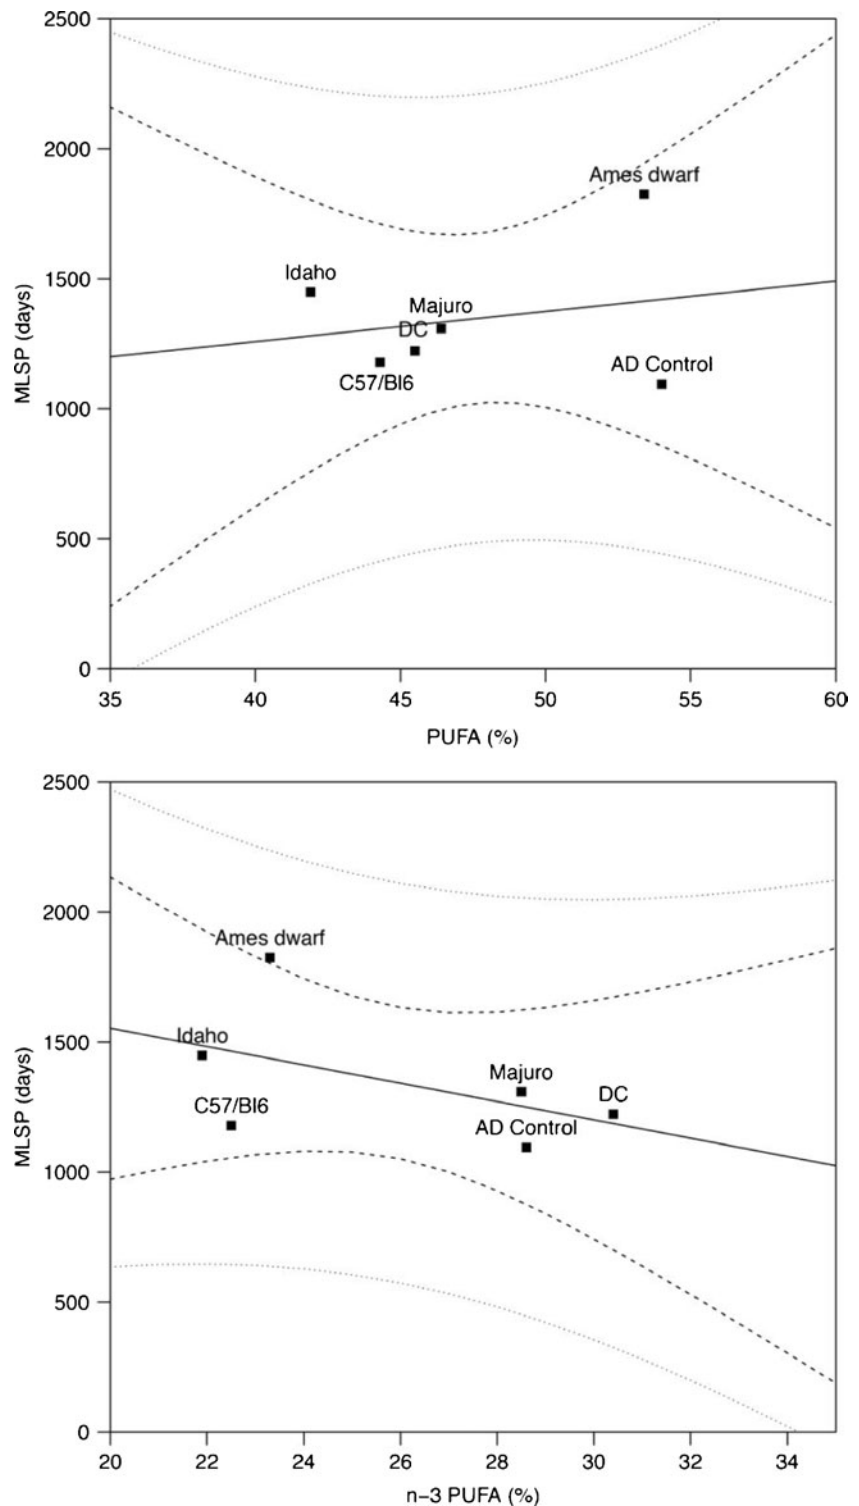 2500
2000
1500
1000
500
0
MLSP (days)
Ames dwarf
Idaho
Majuro
DC
C57/Bl6
AD Control
35 40 45 50 55 60
PUFA (%)
2500
2000
1500
1000
500
0
MLSP (days)
Ames dwarf
Idaho
C57/Bl6
Majuro
DC
AD Control
20 22 24 26 28 30 32 34
n−3 PUFA (%)